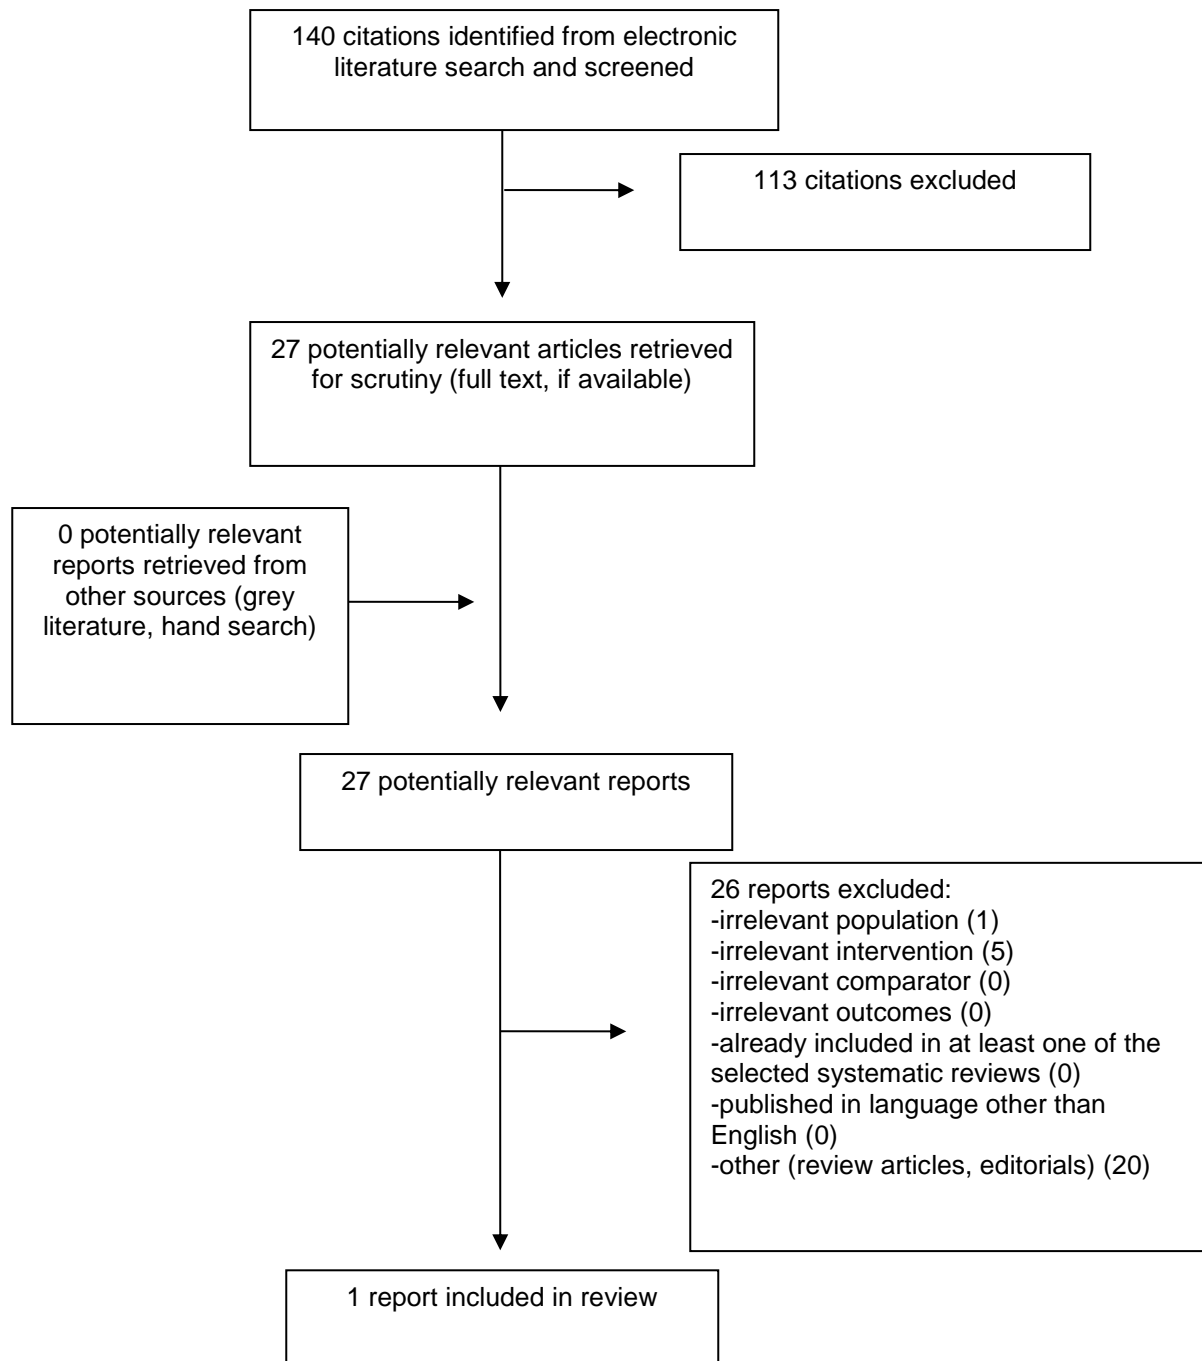 140 citations identified from electronic
literature search and screened
113 citations excluded
27 potentially relevant articles retrieved
for scrutiny (full text, if available)
0 potentially relevant
reports retrieved from
other sources (grey
literature, hand search)
27 potentially relevant reports
26 reports excluded:
-irrelevant population (1)
-irrelevant intervention (5)
-irrelevant comparator (0)
-irrelevant outcomes (0)
-already included in at least one of the
selected systematic reviews (0)
-published in language other than
English (0)
-other (review articles, editorials) (20)
1 report included in review